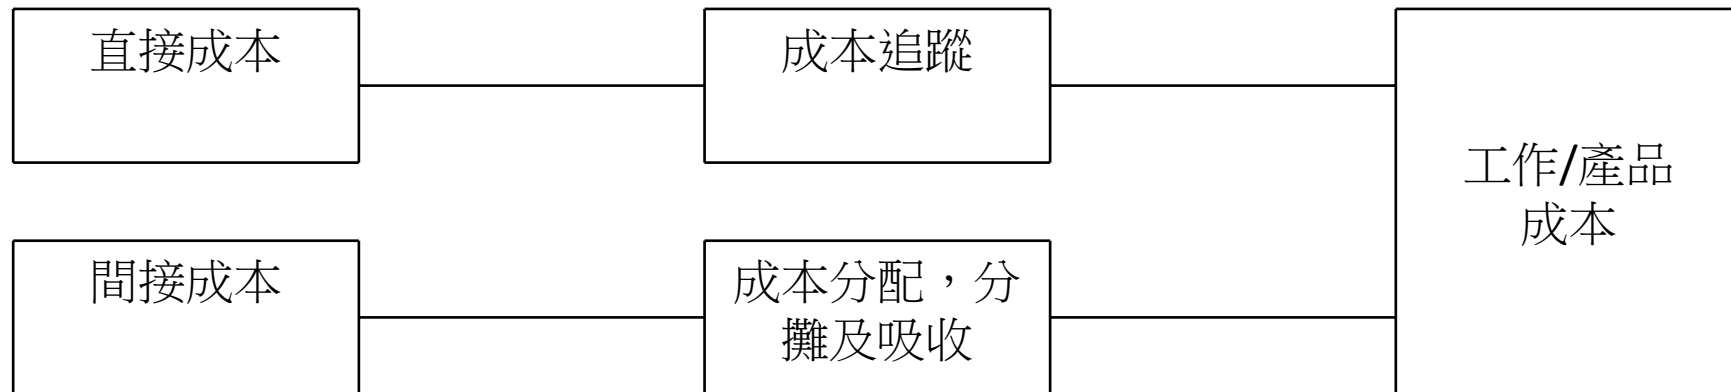 直接成本
成本追蹤
工作/產品
成本
間接成本
成本分配，分
攤及吸收